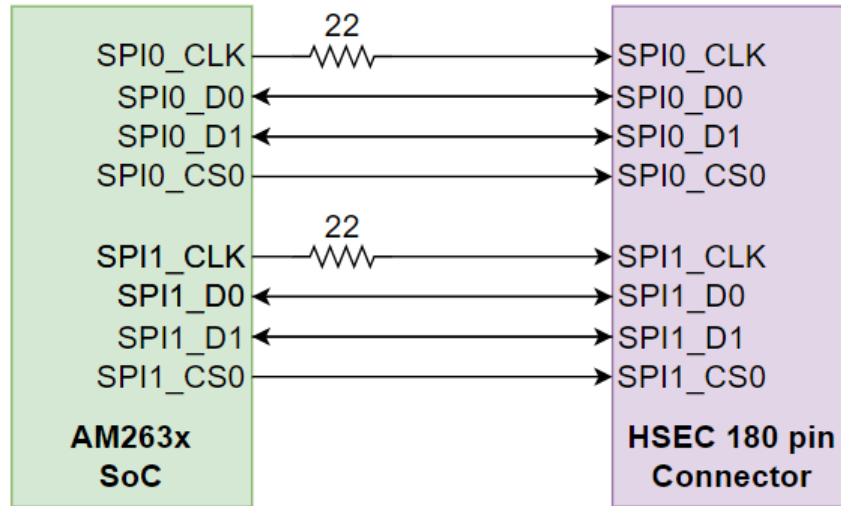 22
SPI0_CLK SPI0_CLK
SPI0_D0 SPI0_D0
SPI0_D1 SPI0_D1
SPI0_CS0 SPI0_CS0
22
SPI1_CLK SPI1_CLK
SPI1_D0 SPI1_D0
SPI1_D1 SPI1_D1
SPI1_CS0 SPI1_CS0
AM263x HSEC 180 pin
SoC Connector